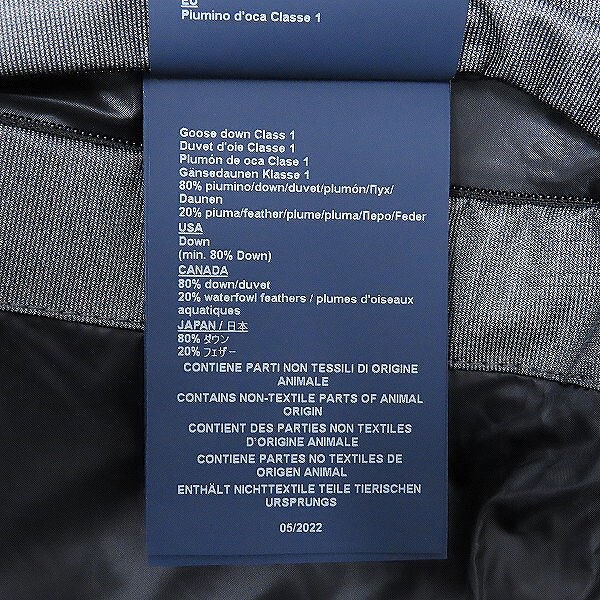 EU
Piumino d'oca Classe 1
Goose down Class 1
Duvet d'oie Classe 1
Plumón de oca Clase 1
Gänsedaunen Klasse 1
80% piumino/down/duvet/plumón/Пух/
Daunen
20% piuma/feather/plume/pluma/Перо/Feder
USA
Down
(min. 80% Down)
CANADA
80% down/duvet
20% waterfowl feathers / plumes d'oiseaux
aquatiques
JAPAN / 日本
80% ダウン
20% フェザー
CONTIENE PARTI NON TESSILI DI ORIGINE
ANIMALE
CONTAINS NON-TEXTILE PARTS OF ANIMAL
ORIGIN
CONTIENT DES PARTIES NON TEXTILES
D'ORIGINE ANIMALE
CONTIENE PARTES NO TEXTILES DE
ORIGEN ANIMAL
ENTHÄLT NICHTTEXTILE TEILE TIERISCHEN
URSPRUNGS
05/2022